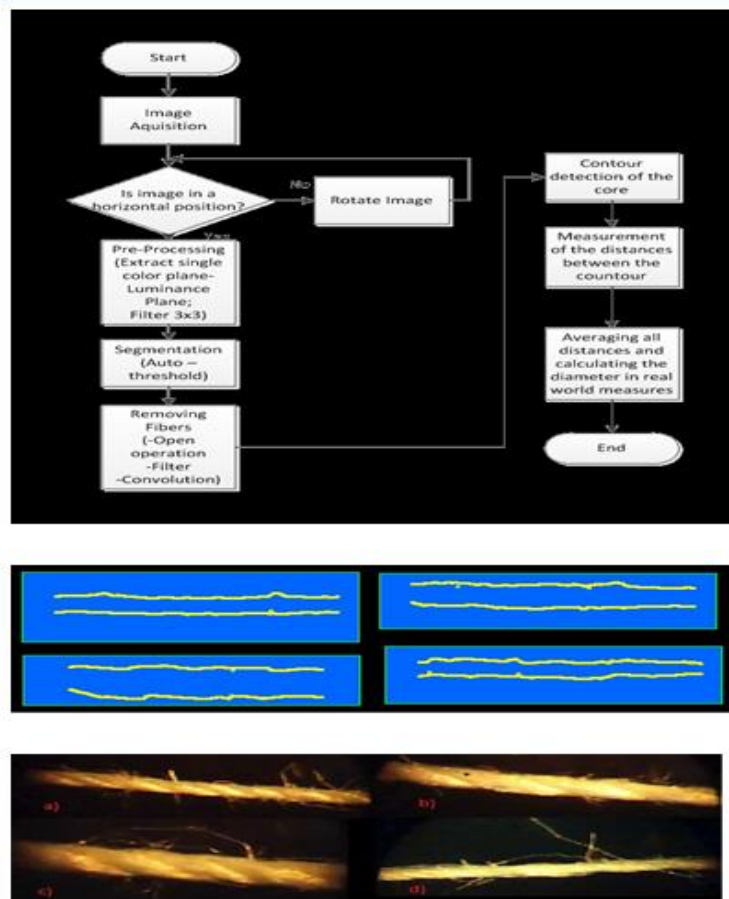 Start
Image
Aquisition
Is image in a
horizontal position?
No
Rotate Image
Yes
Pre-Processing
(Extract single
color plane-
Luminance
Plane;
Filter 3x3)
Segmentation
(Auto –
threshold)
Removing
Fibers
(-Open
operation
-Filter
-Convolution)
Contour
detection of the
core
Measurement
of the distances
between the
countour
Averaging all
distances and
calculating the
diameter in real
world measures
End
a)
b)
c)
d)